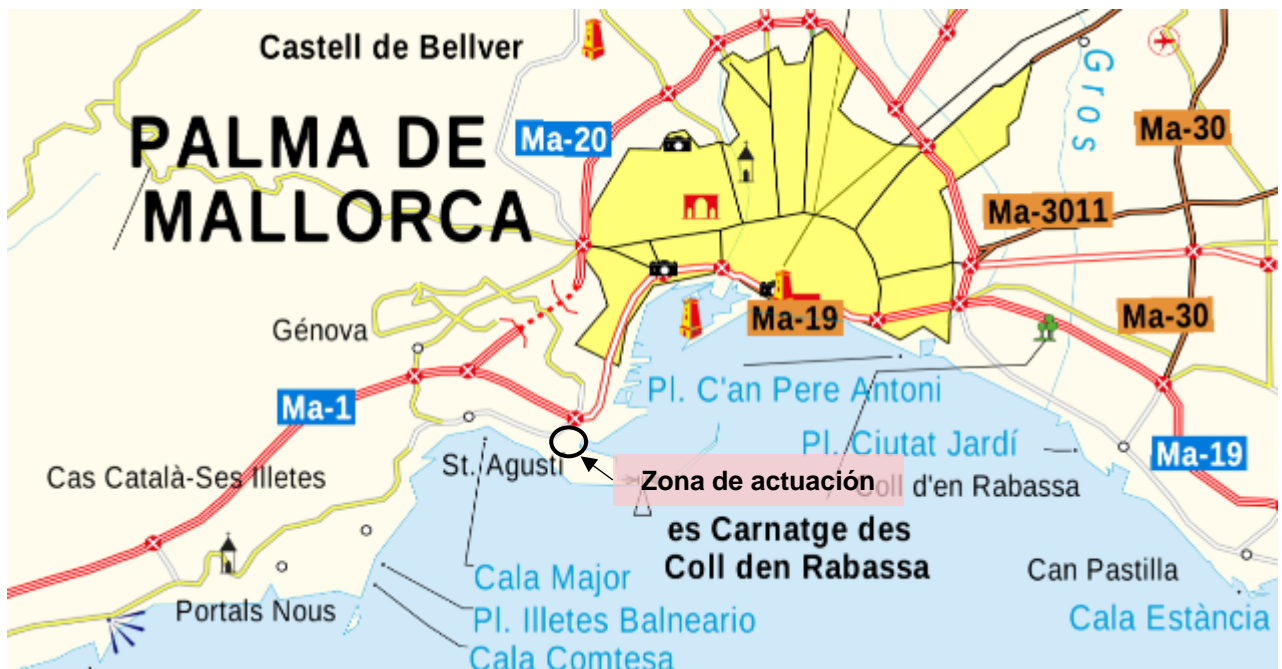 Castell de Bellver
PALMA DE
MALLORCA
Ma-20
Gros
Ma-30
Ma-3011
Ma-19
Ma-30
Génova
Pl. C'an Pere Antoni
Ma-1
Pl. Ciutat Jardí
Ma-19
St. Agustí
Cas Català-Ses Illetes
Zona de actuación
Coll d'en Rabassa
es Carnatge des
Coll den Rabassa
Cala Major
Can Pastilla
Portals Nous
Pl. Illetes Balneario
Cala Estància
Cala Comtesa